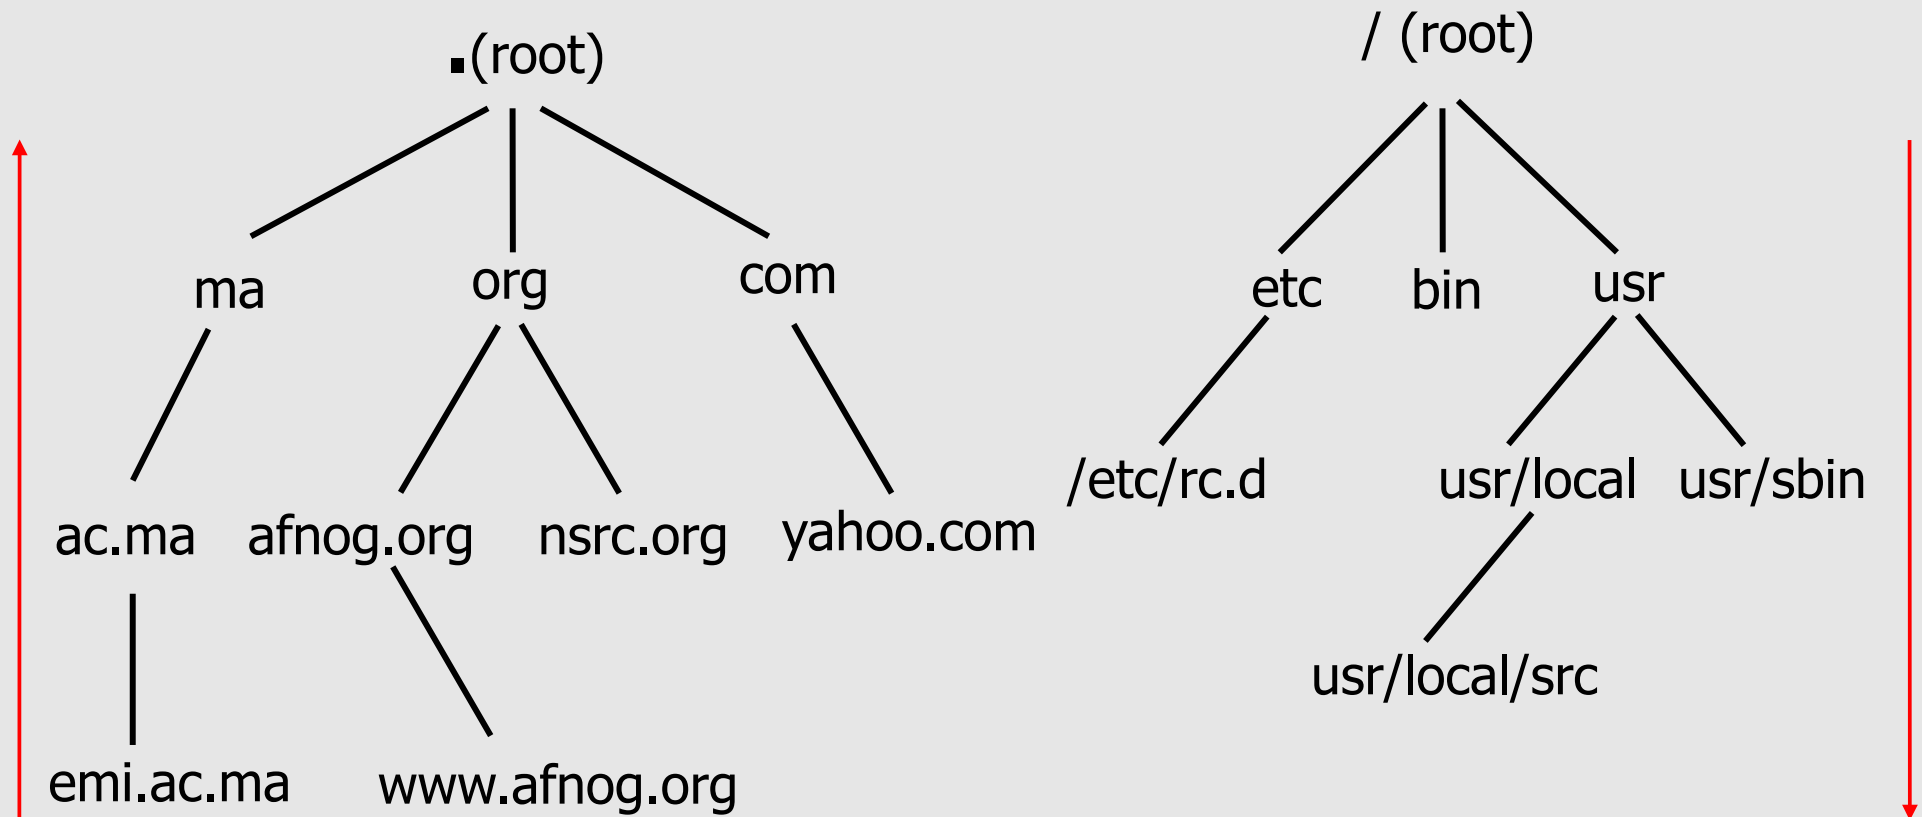 .(root)
ma
org
com
ac.ma
afnog.org
nsrc.org
yahoo.com
emi.ac.ma
www.afnog.org
/ (root)
etc
bin
usr
/etc/rc.d
usr/local
usr/sbin
usr/local/src